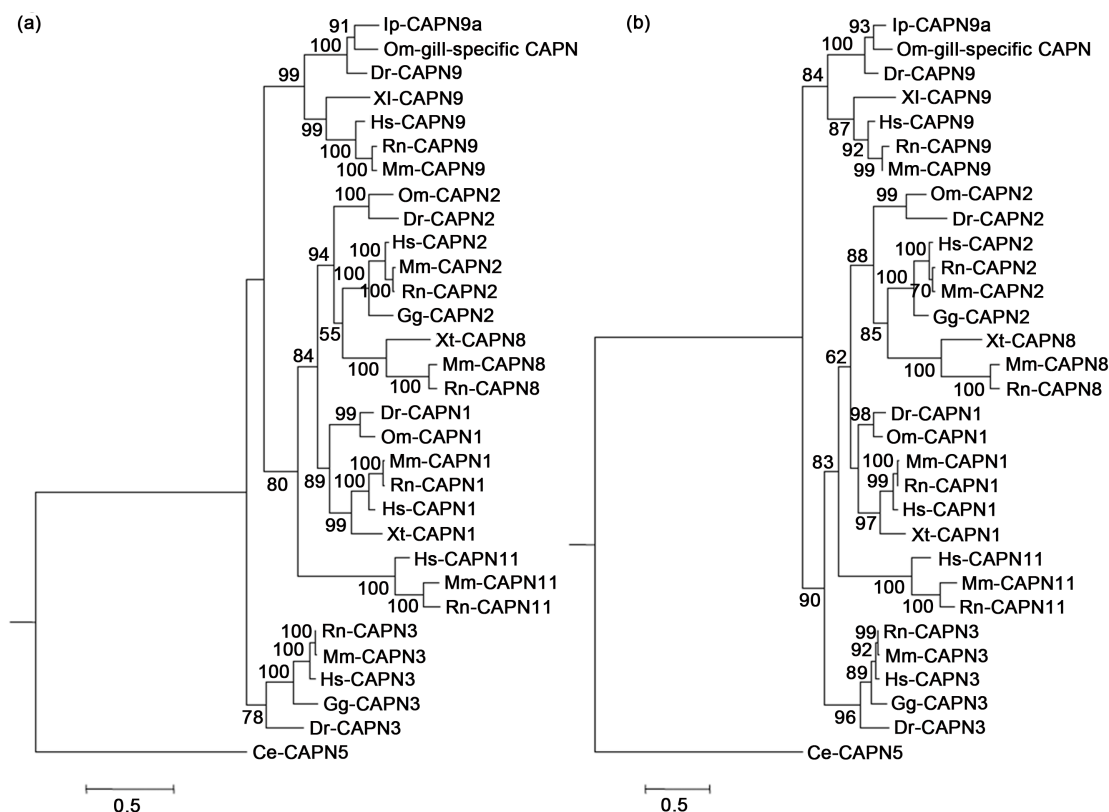 (a)
91
Ip-CAPN9a
100
Om-gill-specific CAPN
99
Dr-CAPN9
Xl-CAPN9
99
Hs-CAPN9
100
Rn-CAPN9
100
Mm-CAPN9
100
Om-CAPN2
Dr-CAPN2
94
100
Hs-CAPN2
100
Mm-CAPN2
100
Rn-CAPN2
Gg-CAPN2
55
Xt-CAPN8
84
100
Mm-CAPN8
100
Rn-CAPN8
99
Dr-CAPN1
Om-CAPN1
100
Mm-CAPN1
80
89
100
Rn-CAPN1
Hs-CAPN1
99
Xt-CAPN1
Hs-CAPN11
100
Mm-CAPN11
100
Rn-CAPN11
100
Rn-CAPN3
100
Mm-CAPN3
100
Hs-CAPN3
Gg-CAPN3
78
Dr-CAPN3
Ce-CAPN5
0.5
(b)
93
Ip-CAPN9a
100
Om-gill-specific CAPN
84
Dr-CAPN9
Xl-CAPN9
87
Hs-CAPN9
92
Rn-CAPN9
99
Mm-CAPN9
99
Om-CAPN2
Dr-CAPN2
88
100
Hs-CAPN2
100
Rn-CAPN2
70
Mm-CAPN2
Gg-CAPN2
85
Xt-CAPN8
62
100
Mm-CAPN8
100
Rn-CAPN8
98
Dr-CAPN1
Om-CAPN1
83
100
Mm-CAPN1
99
Rn-CAPN1
Hs-CAPN1
97
Xt-CAPN1
Hs-CAPN11
90
100
Mm-CAPN11
100
Rn-CAPN11
99
Rn-CAPN3
92
Mm-CAPN3
89
Hs-CAPN3
Gg-CAPN3
96
Dr-CAPN3
Ce-CAPN5
0.5